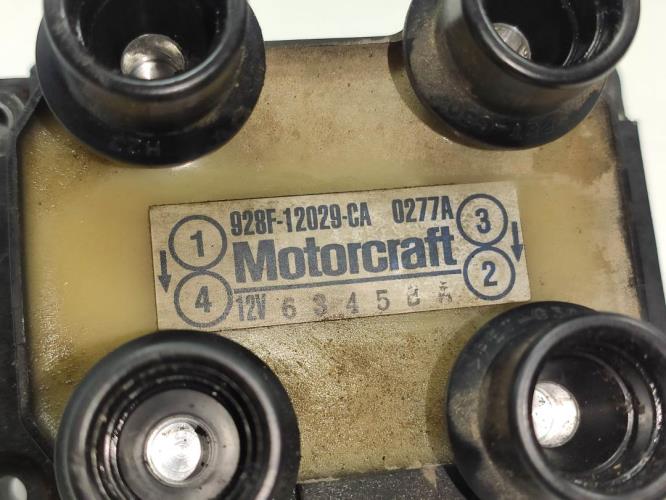 928F-12029-CA 0277A
1 Motorcraft 3
4 2
12V 6 3 4 5